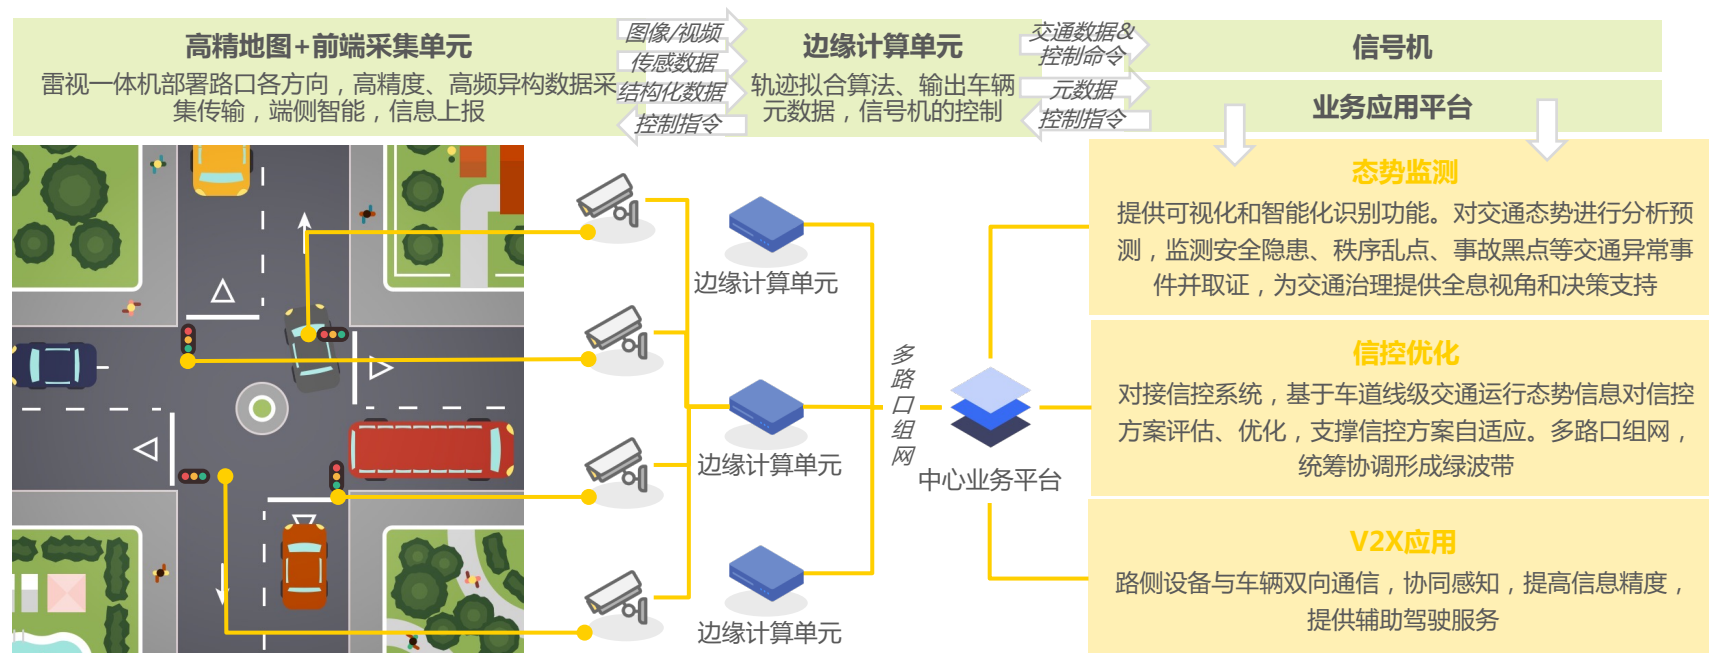 高精地图+前端采集单元
雷视一体机部署路口各方向，高精度、高频异构数据采
集传输，端侧智能，信息上报
图像/视频
传感数据
结构化数据
控制指令
边缘计算单元
轨迹拟合算法、输出车辆
元数据，信号机的控制
交通数据&
控制命令
元数据
控制指令
信号机
业务应用平台
边缘计算单元
边缘计算单元
边缘计算单元
多
路
口
组
网
中心业务平台
态势监测
提供可视化和智能化识别功能。对交通态势进行分析预
测，监测安全隐患、秩序乱点、事故黑点等交通异常事
件并取证，为交通治理提供全息视角和决策支持
信控优化
对接信控系统，基于车道线级交通运行态势信息对信控
方案评估、优化，支撑信控方案自适应。多路口组网，
统筹协调形成绿波带
V2X应用
路侧设备与车辆双向通信，协同感知，提高信息精度，
提供辅助驾驶服务